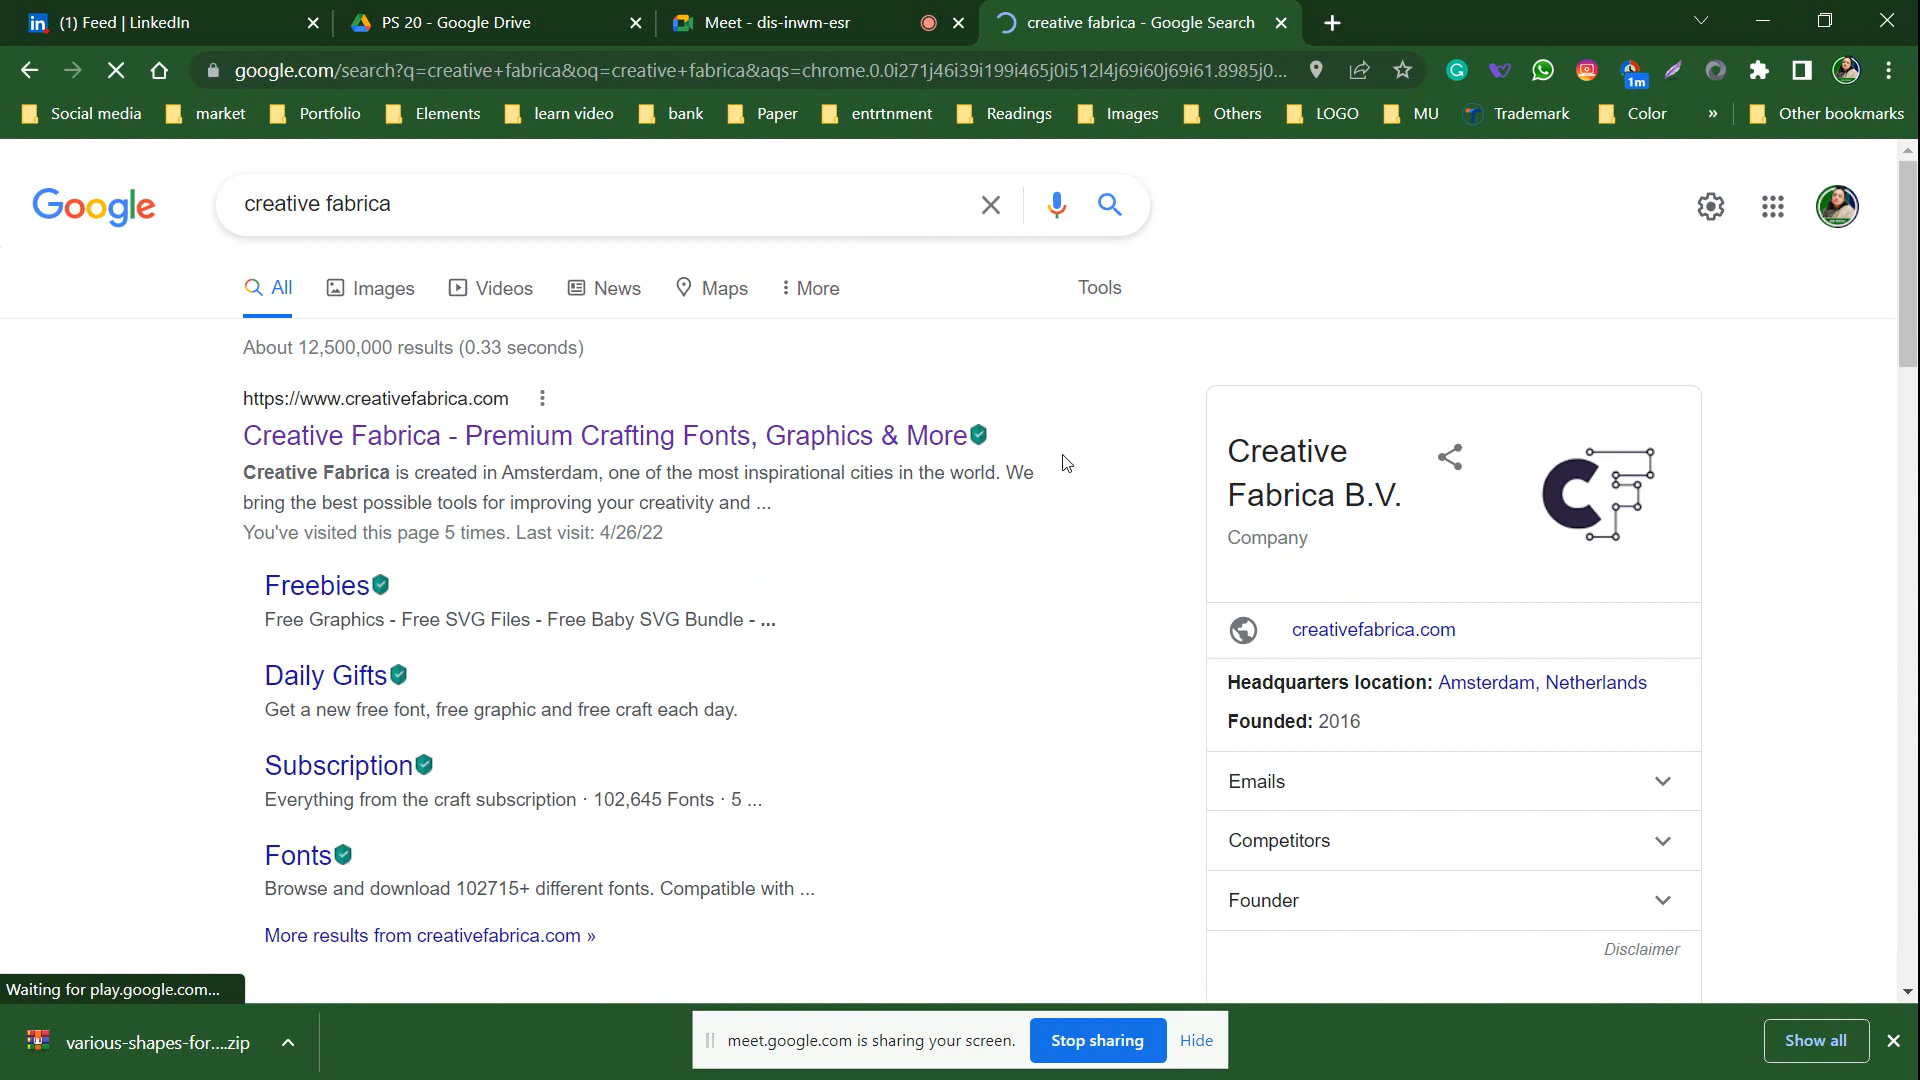 (1) Feed | LinkedIn
PS 20 - Google Drive
Meet - dis-inwm-esr
creative fabrica - Google Search
google.com/search?q=creative+fabrica&oq=creative+fabrica&aqs=chrome.0.0i271j46i39i199i465j0i512l4j69i60j69i61.8985j0...
1m
Social media
market
Portfolio
Elements
learn video
bank
Paper
entrtnment
Readings
Images
Others
LOGO
MU
Trademark
Color
»
Other bookmarks
Google
creative fabrica
All
Images
Videos
News
Maps
More
Tools
About 12,500,000 results (0.33 seconds)
https://www.creativefabrica.com
Creative Fabrica - Premium Crafting Fonts, Graphics & More
Creative Fabrica is created in Amsterdam, one of the most inspirational cities in the world. We
bring the best possible tools for improving your creativity and ...
You've visited this page 5 times. Last visit: 4/26/22
Freebies
Free Graphics - Free SVG Files - Free Baby SVG Bundle - ...
Daily Gifts
Get a new free font, free graphic and free craft each day.
Subscription
Everything from the craft subscription · 102,645 Fonts · 5 ...
Fonts
Browse and download 102715+ different fonts. Compatible with ...
More results from creativefabrica.com »
Creative
Fabrica B.V.
Company
CF
creativefabrica.com
Headquarters location: Amsterdam, Netherlands
Founded: 2016
Emails
Competitors
Founder
Disclaimer
Waiting for play.google.com...
various-shapes-for....zip
meet.google.com is sharing your screen.
Stop sharing
Hide
Show all